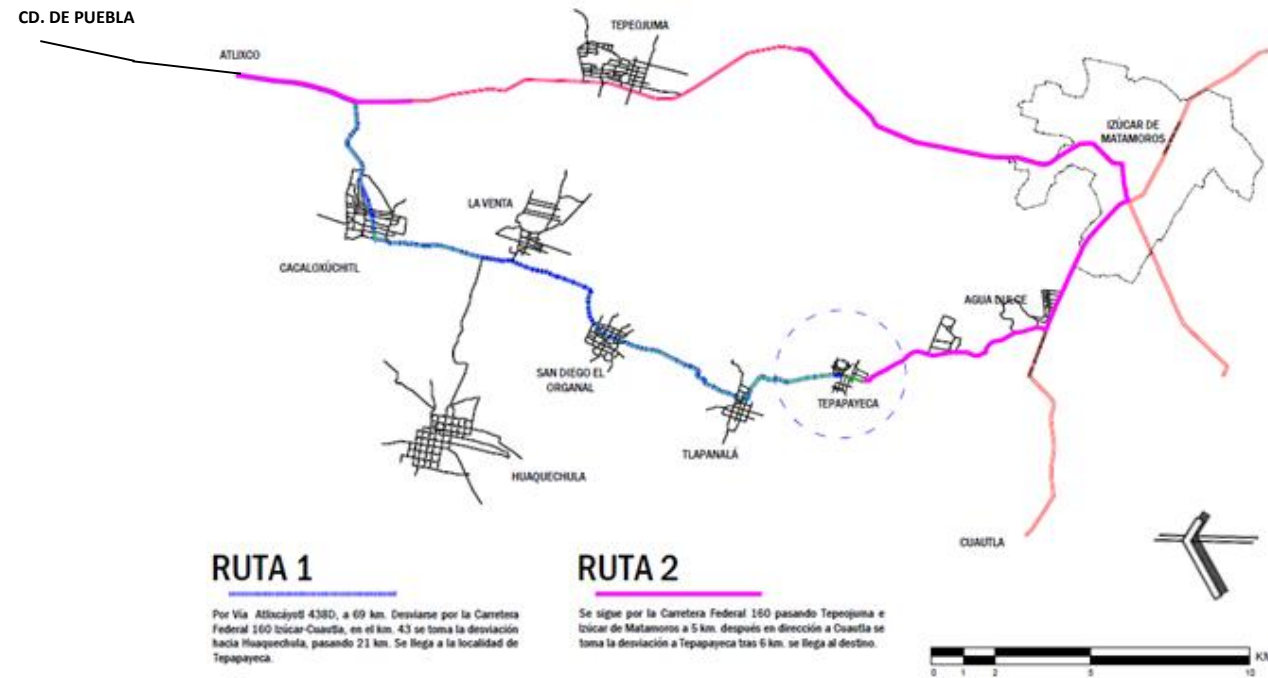 CD. DE PUEBLA
TEPEOJUMA
ATLIXCO
IZÚCAR DE
MATAMOROS
LA VENTA
CACALOXÚCHITL
AGUA DULCE
SAN DIEGO EL
ORGANAL
TEPAPAYECA
TLAPANALÁ
HUAQUECHULA
CUAUTLA
RUTA 1
Por Vía Atlixcáyotl 438D, a 69 km. Desviarse por la Carretera
Federal 160 Izúcar-Cuautla, en el km. 43 se toma la desviación
hacia Huaquechula, pasando 21 km. Se llega a la localidad de
Tepapayeca.
RUTA 2
Se sigue por la Carretera Federal 160 pasando Tepeojuma e
Izúcar de Matamoros a 5 km. después en dirección a Cuautla se
toma la desviación a Tepapayeca tras 6 km. se llega al destino.
KM
0 1 2 5 10